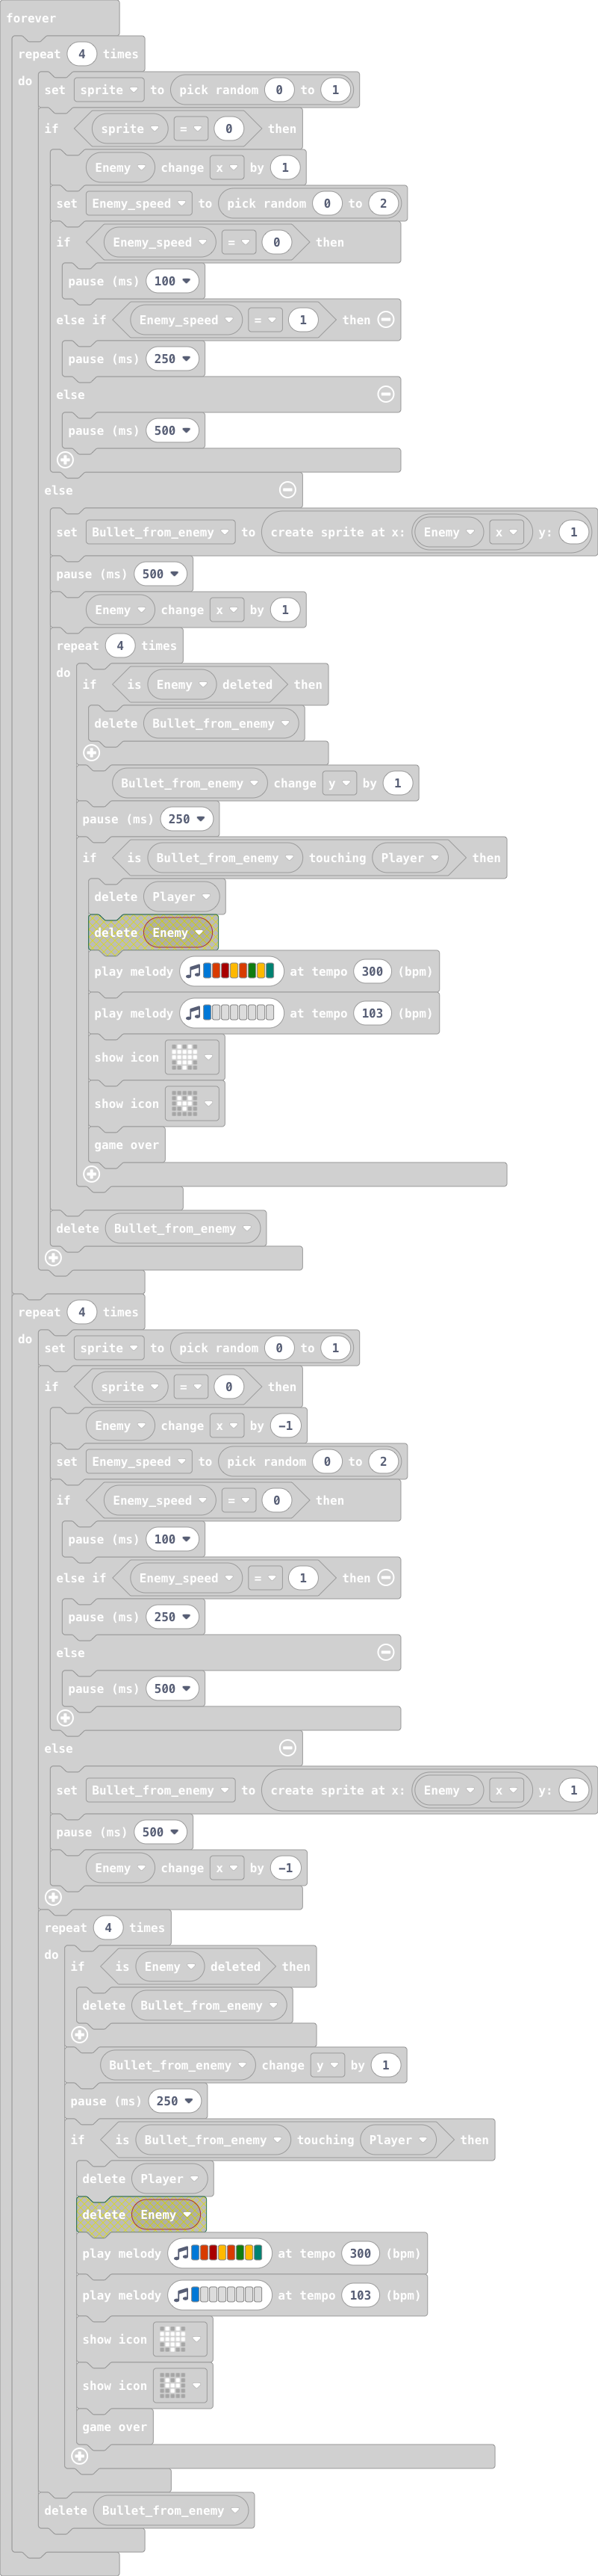 forever
repeat 4 times
do set sprite to pick random 0 to 1
if sprite = 0 then
Enemy change x by 1
set Enemy_speed to pick random 0 to 2
if Enemy_speed = 0 then
pause (ms) 100
else if Enemy_speed = 1 then
pause (ms) 250
else
pause (ms) 500
else
set Bullet_from_enemy to create sprite at x: Enemy x y: 1
pause (ms) 500
Enemy change x by 1
repeat 4 times
do if is Enemy deleted then
delete Bullet_from_enemy
Bullet_from_enemy change y by 1
pause (ms) 250
if is Bullet_from_enemy touching Player then
delete Player
delete Enemy
play melody at tempo 300 (bpm)
play melody at tempo 103 (bpm)
show icon
show icon
game over
delete Bullet_from_enemy
repeat 4 times
do set sprite to pick random 0 to 1
if sprite = 0 then
Enemy change x by -1
set Enemy_speed to pick random 0 to 2
if Enemy_speed = 0 then
pause (ms) 100
else if Enemy_speed = 1 then
pause (ms) 250
else
pause (ms) 500
else
set Bullet_from_enemy to create sprite at x: Enemy x y: 1
pause (ms) 500
Enemy change x by -1
repeat 4 times
do if is Enemy deleted then
delete Bullet_from_enemy
Bullet_from_enemy change y by 1
pause (ms) 250
if is Bullet_from_enemy touching Player then
delete Player
delete Enemy
play melody at tempo 300 (bpm)
play melody at tempo 103 (bpm)
show icon
show icon
game over
delete Bullet_from_enemy